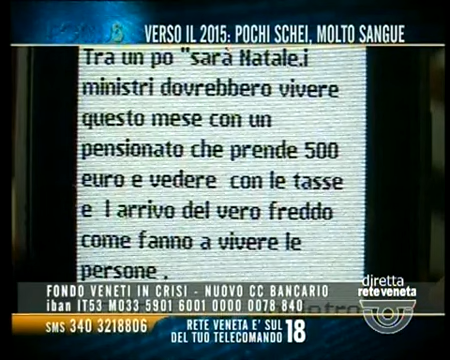 VERSO IL 2015: POCHI SCHEI, MOLTO SANGUE
Tra un po "sarà Natale.i
ministri dovrebbero vivere
questo mese con un
pensionato che prende 500
euro e vedere con le tasse
e l arrivo del vero freddo
come fanno a vivere le
persone .
diretta
reteveneta
FONDO VENETI IN CRISI - NUOVO CC BANCARIO
iban IT53 M033 5901 6001 0000 0078 840
SMS 340 3218806
RETE VENETA E' SUL
DEL TUO TELECOMANDO 18